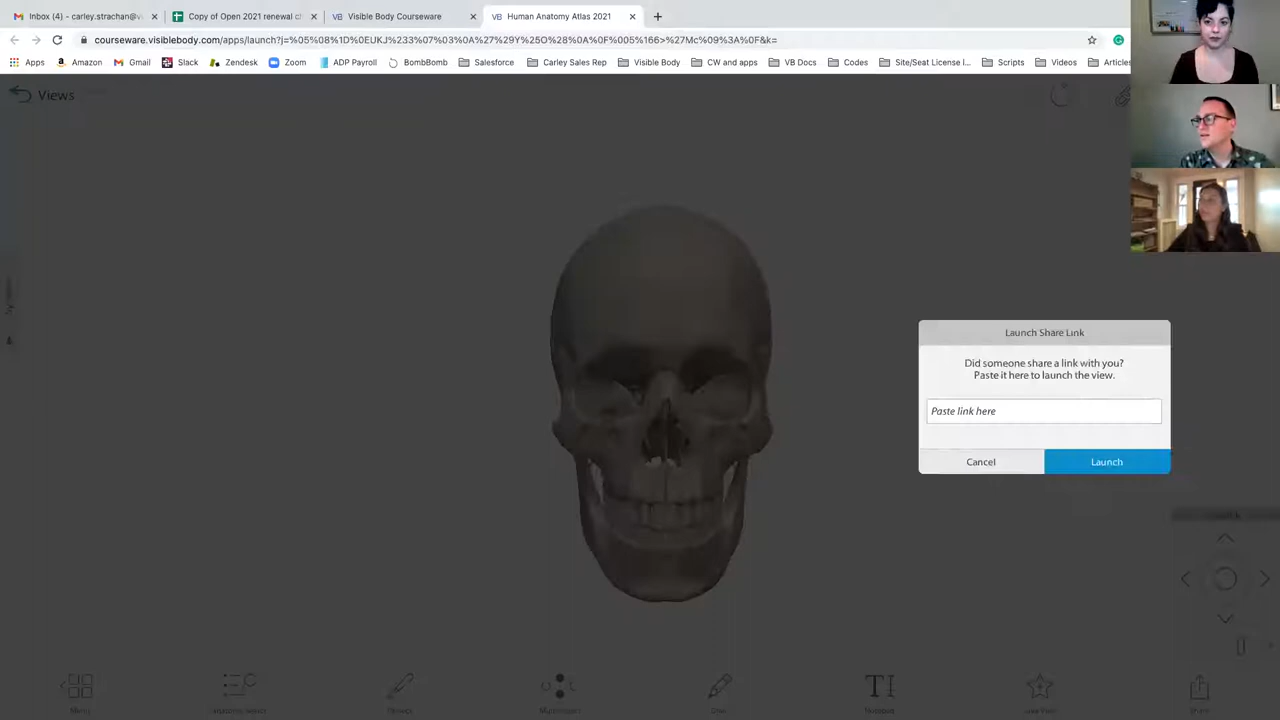 Inbox (4) - carley.strachan@v
Copy of Open 2021 renewal c
Visible Body Courseware
Human Anatomy Atlas 2021
courseware.visiblebody.com/apps/launch?j=%05%08%1D%0EUKJ%233%07%03%0A%27%29Y%25O%28%0A%0F%005%166>%27Mc%09%3A%0F&k=
Apps Amazon Gmail Slack Zendesk Zoom ADP Payroll BombBomb Salesforce Carley Sales Rep Visible Body CW and apps VB Docs Codes Site/Seat License I... Scripts Videos Articles
Views
Launch Share Link
Did someone share a link with you?
Paste it here to launch the view.
Paste link here
Cancel Launch
Menu
Share